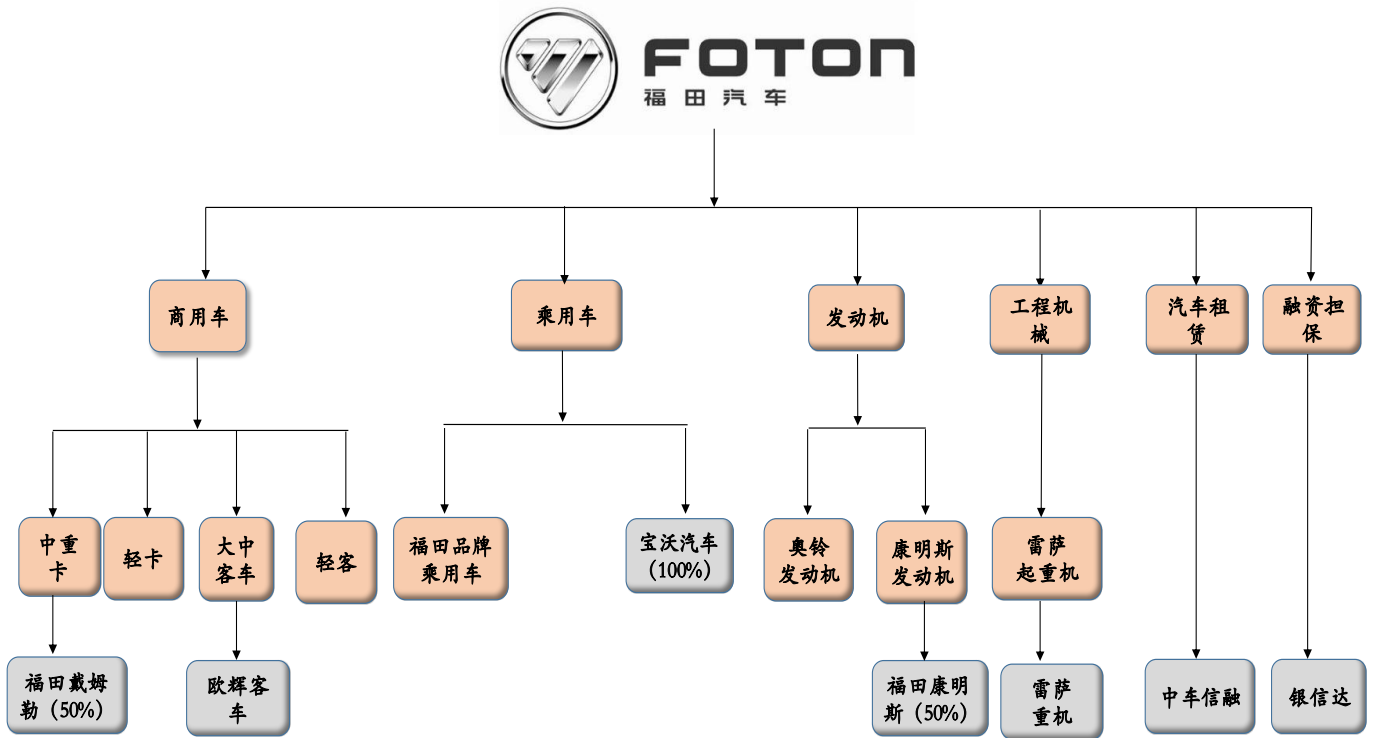 FOTON
福田汽车
商用车
乘用车
发动机
工程机
械
汽车租
赁
融资担
保
中重
卡
轻卡
大中
客车
轻客
福田品牌
乘用车
宝沃汽车
（100%）
奥铃
发动机
康明斯
发动机
雷萨
起重机
福田戴姆
勒（50%）
欧辉客
车
福田康明
斯（50%）
雷萨
重机
中车信融
银信达